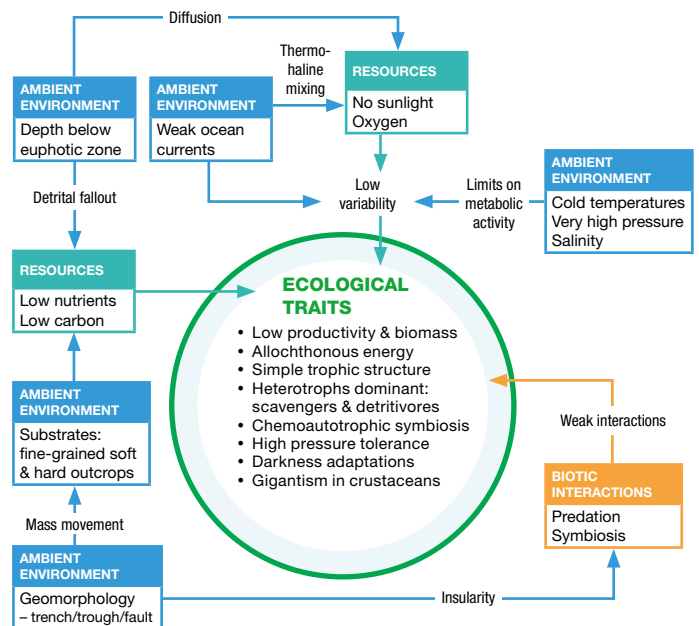 Diffusion
Thermo-
haline
mixing
AMBIENT
ENVIRONMENT
Depth below
euphotic zone
AMBIENT
ENVIRONMENT
Weak ocean
currents
RESOURCES
No sunlight
Oxygen
Detrital fallout
Low
variability
Limits on
metabolic
activity
AMBIENT
ENVIRONMENT
Cold temperatures
Very high pressure
Salinity
RESOURCES
Low nutrients
Low carbon
ECOLOGICAL
TRAITS
• Low productivity & biomass
• Allochthonous energy
• Simple trophic structure
• Heterotrophs dominant:
scavengers & detritivores
• Chemoautotrophic symbiosis
• High pressure tolerance
• Darkness adaptations
• Gigantism in crustaceans
AMBIENT
ENVIRONMENT
Substrates:
fine-grained soft
& hard outcrops
Weak interactions
BIOTIC
INTERACTIONS
Predation
Symbiosis
Mass movement
AMBIENT
ENVIRONMENT
Geomorphology
– trench/trough/fault
Insularity